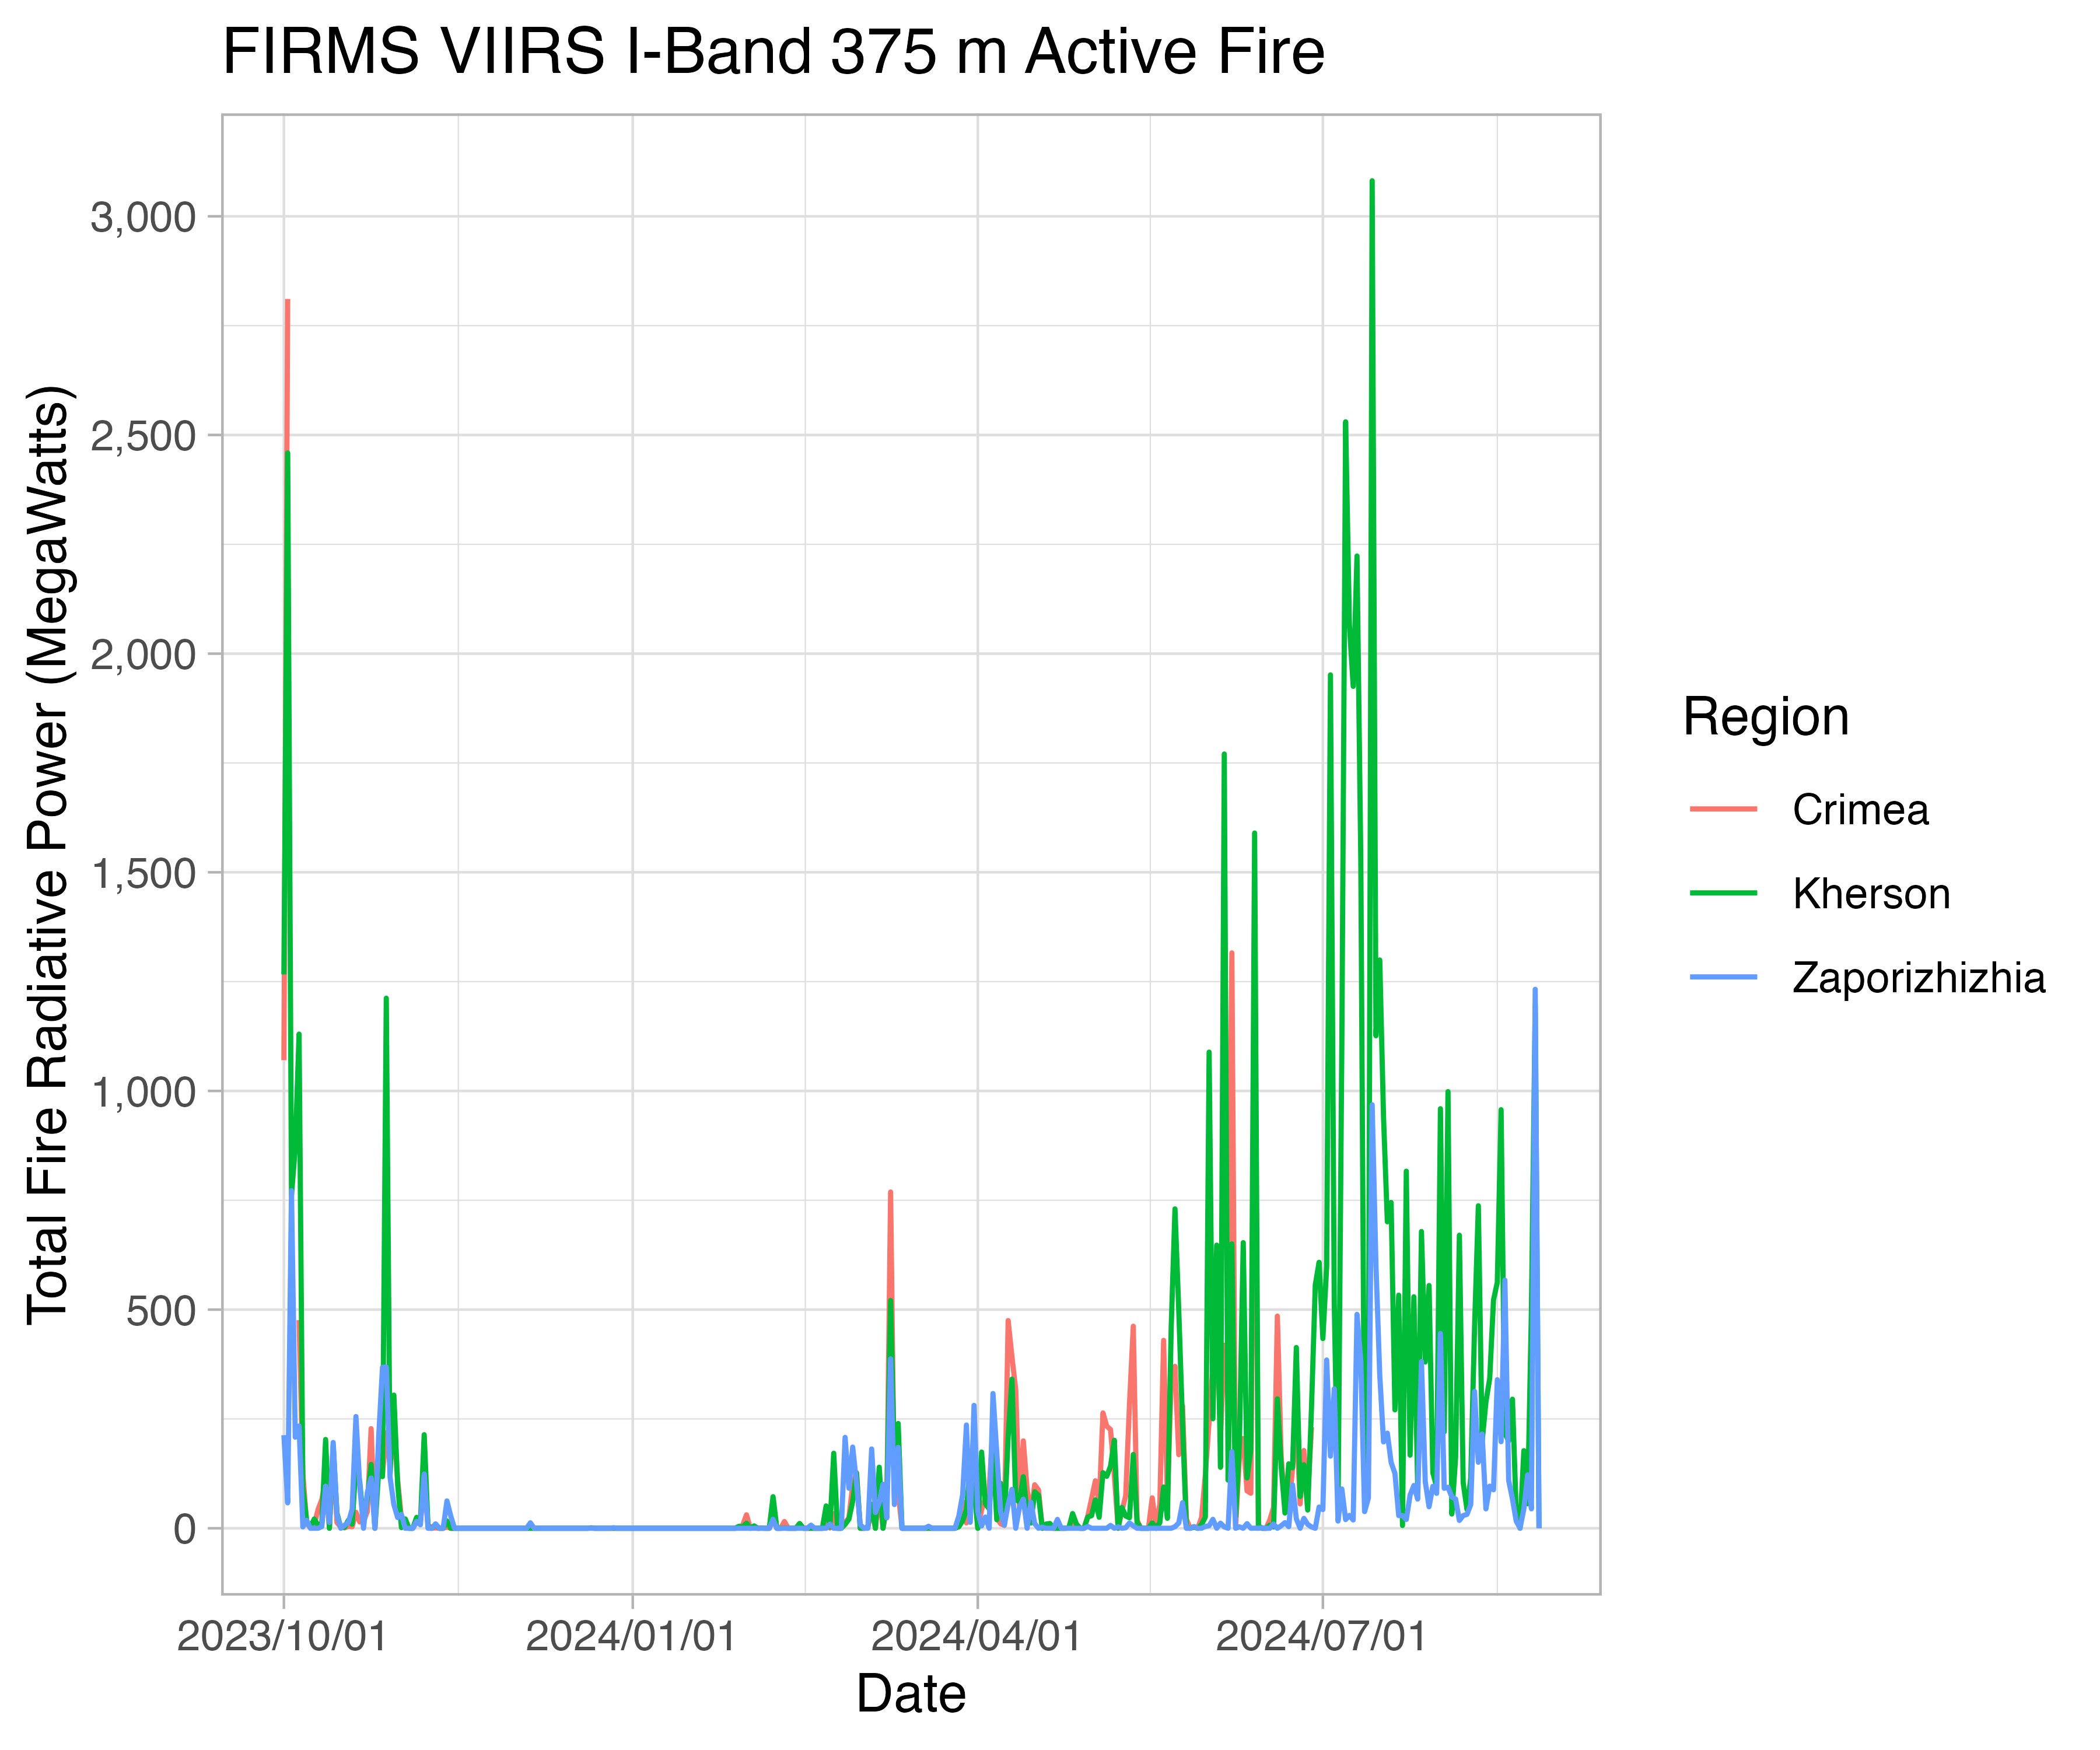 FIRMS VIIRS I-Band 375 m Active Fire
Total Fire Radiative Power (MegaWatts)
3,000
2,500
2,000
1,500
1,000
500
0
2023/10/01 2024/01/01 2024/04/01 2024/07/01
Date
Region
Crimea
Kherson
Zaporizhizhia